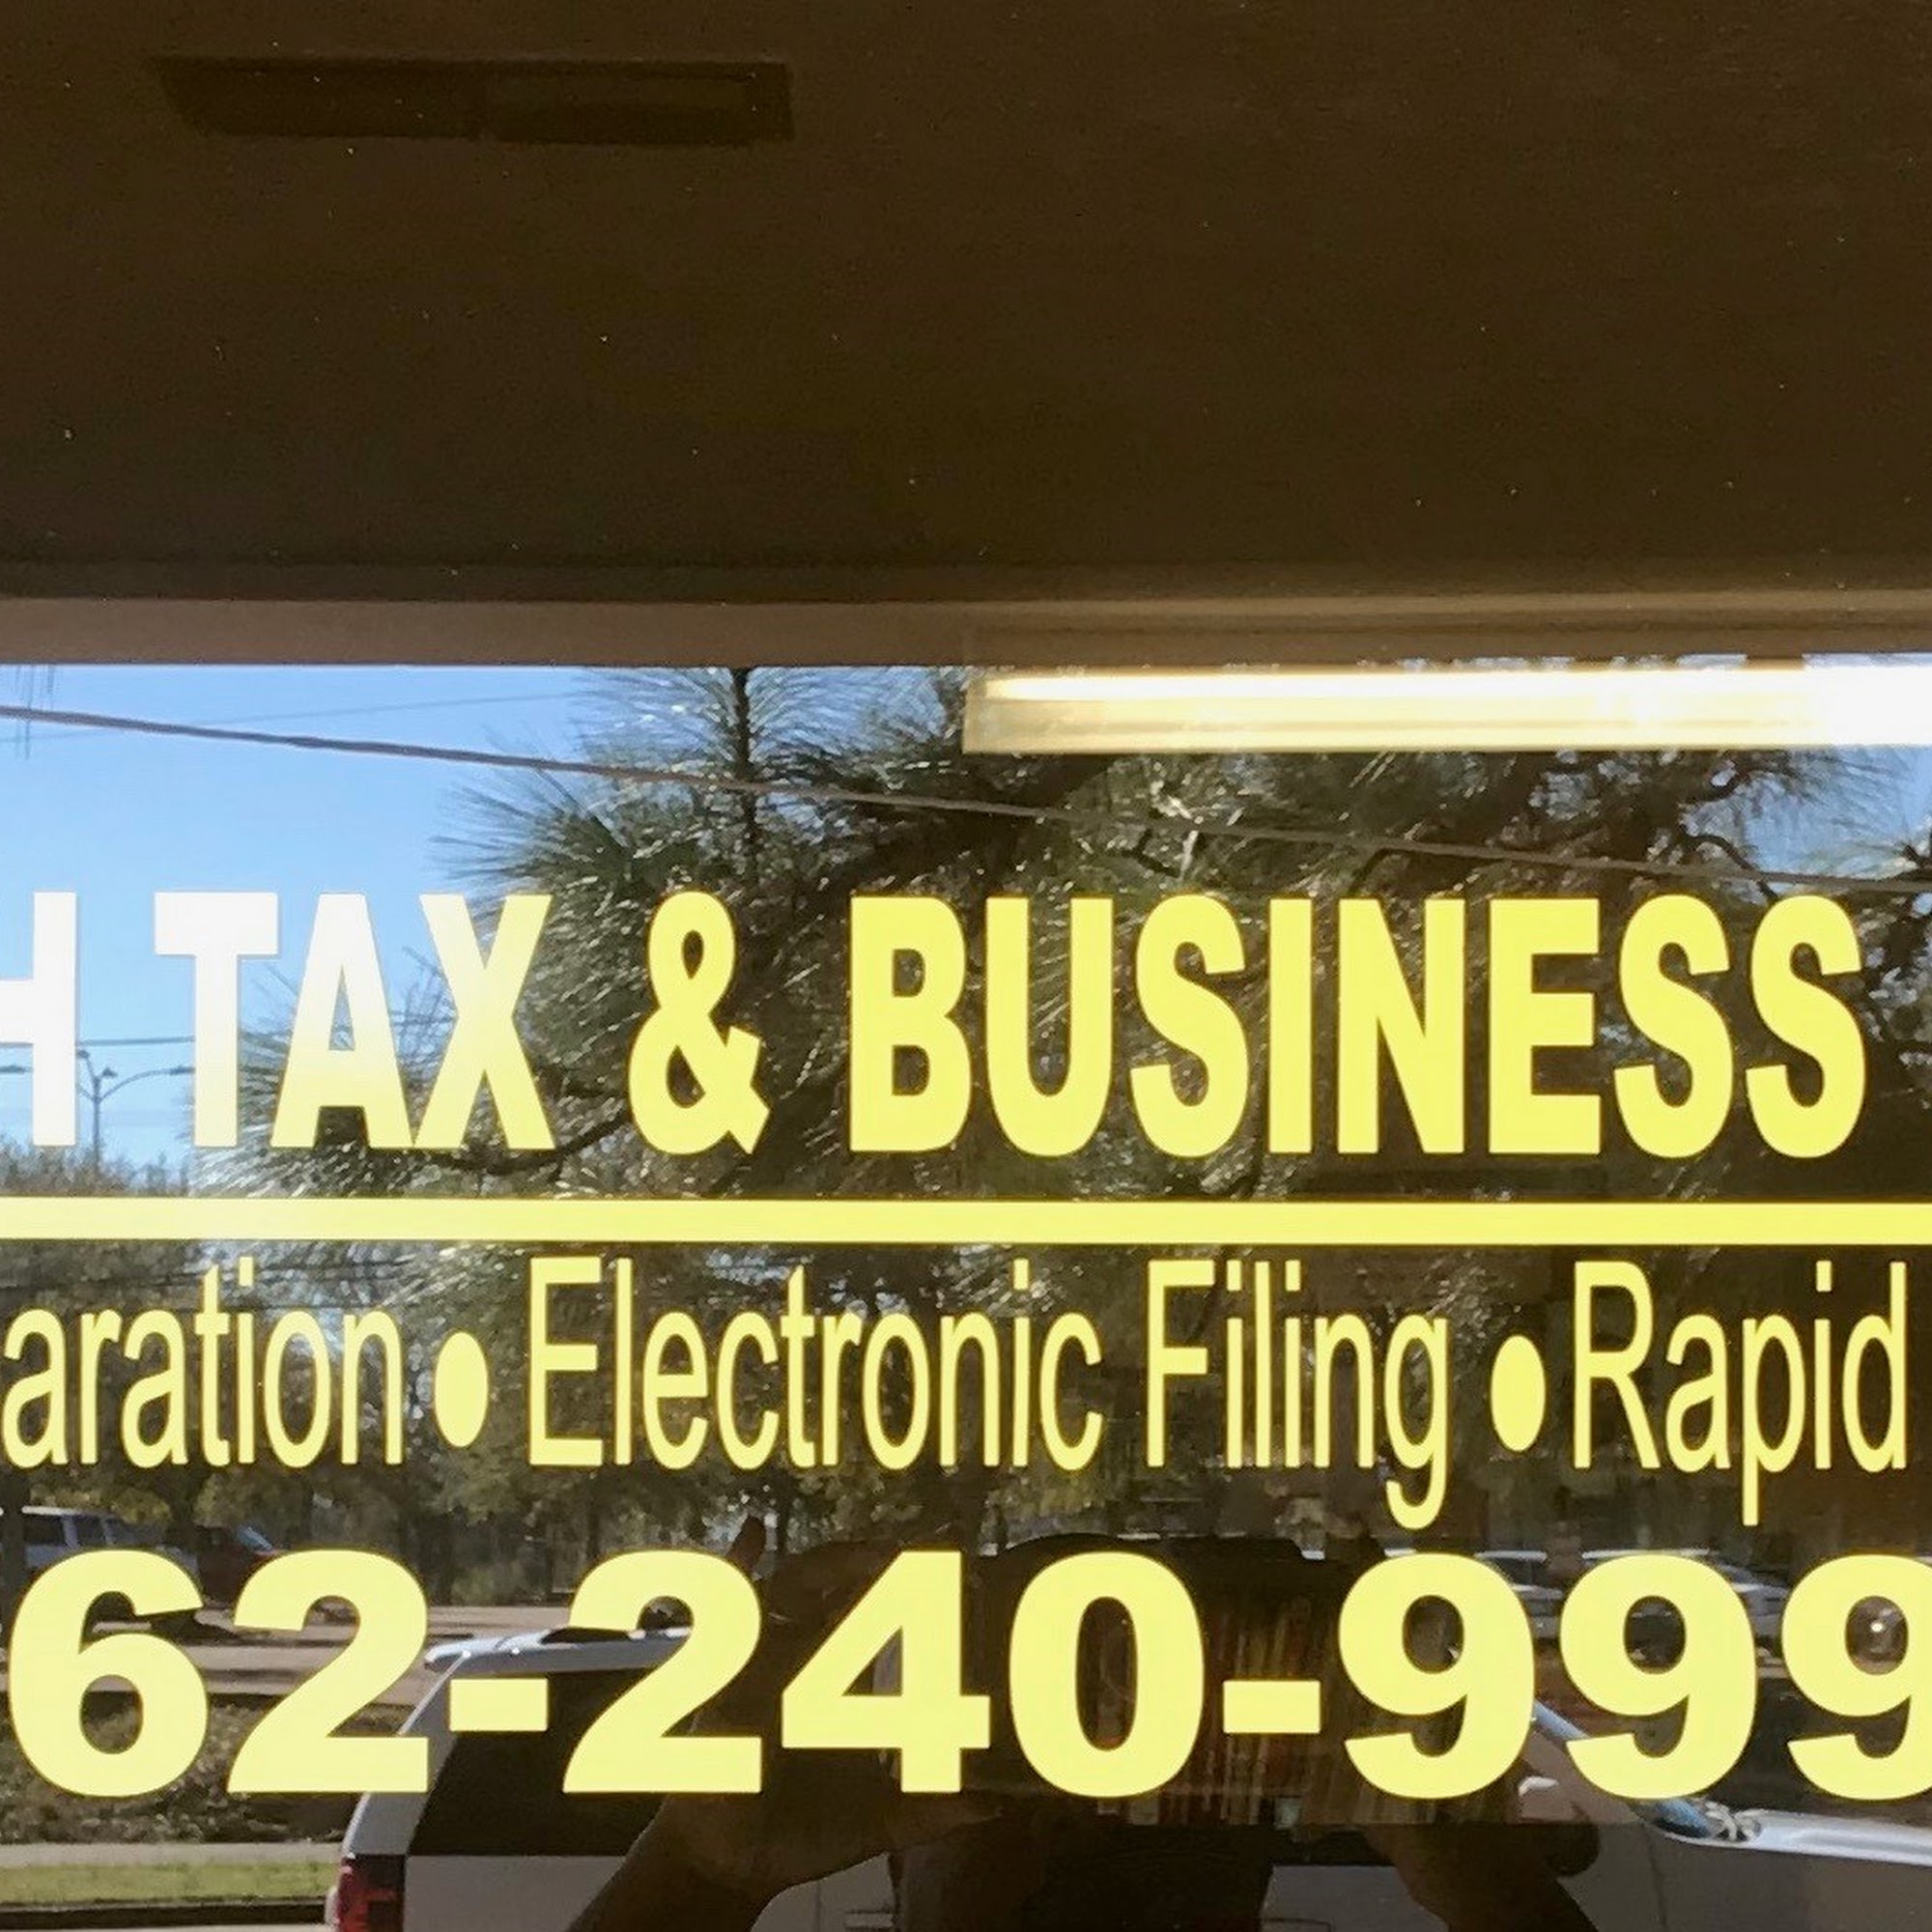 H TAX & BUSINESS
aration • Electronic Filing • Rapid
62-240-999